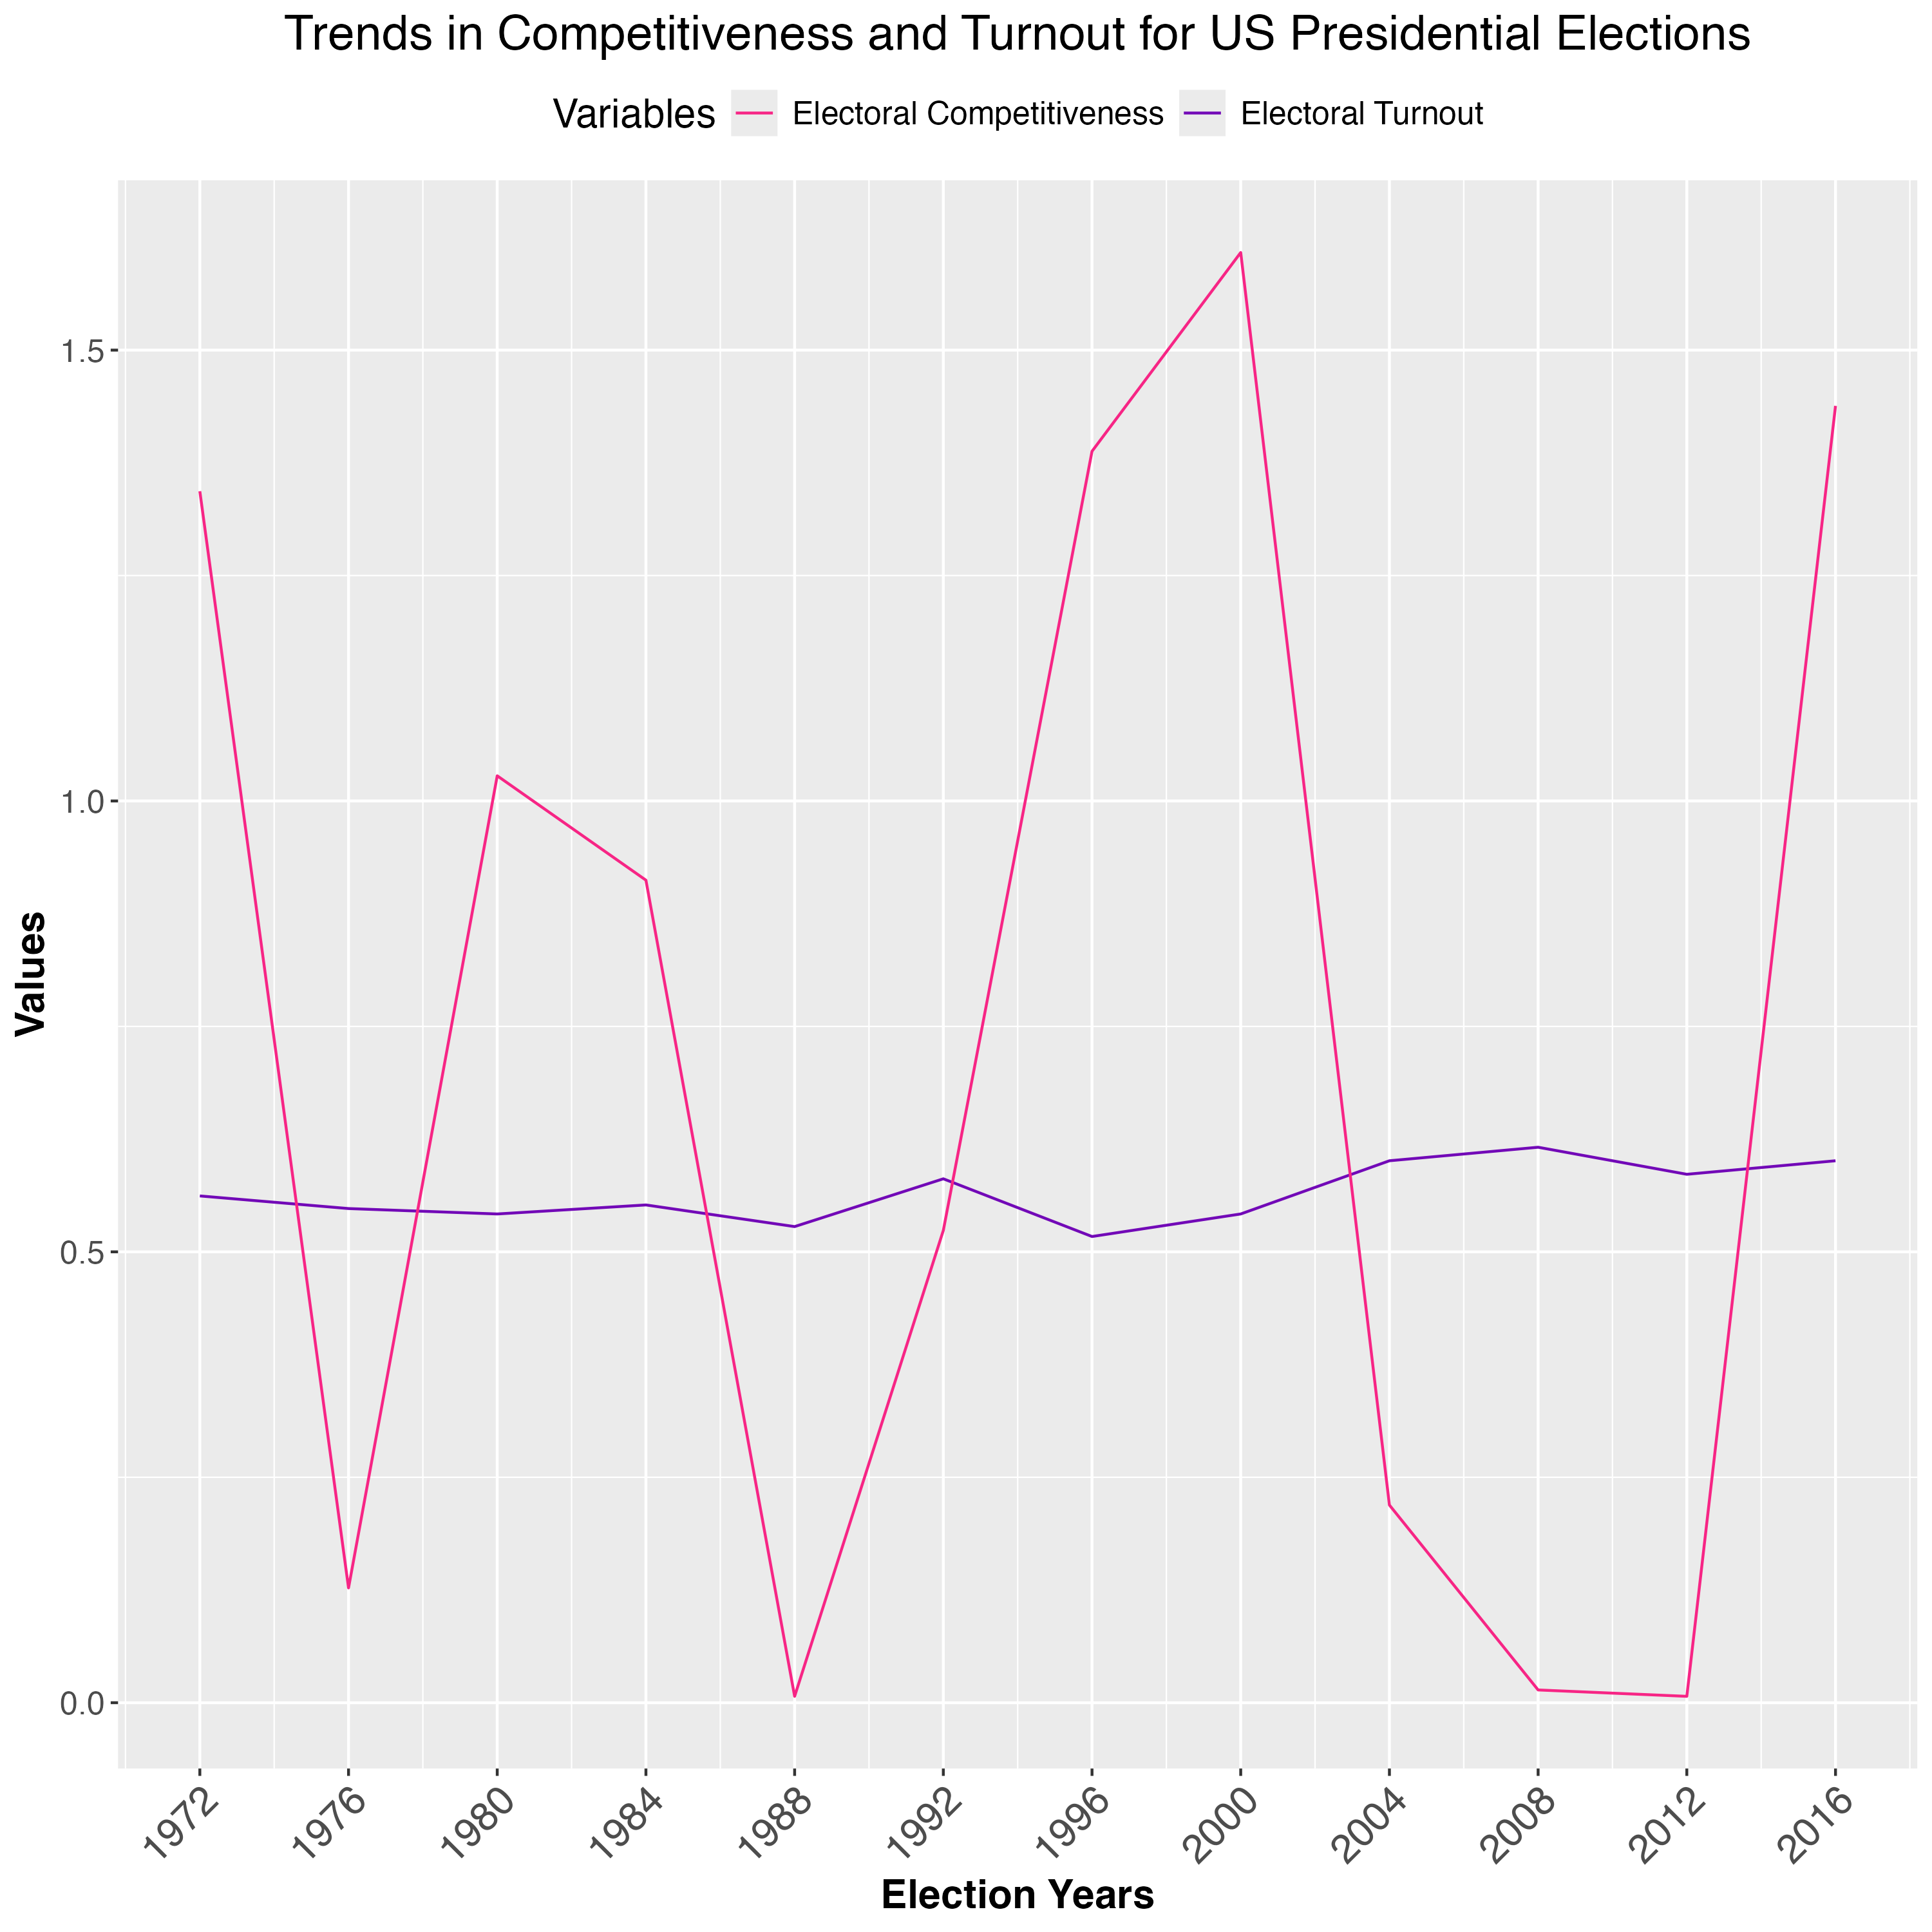 Trends in Competitiveness and Turnout for US Presidential Elections
Variables Electoral Competitiveness Electoral Turnout
Values
1.5
1.0
0.5
0.0
1972 1976 1980 1984 1988 1992 1996 2000 2004 2008 2012 2016
Election Years